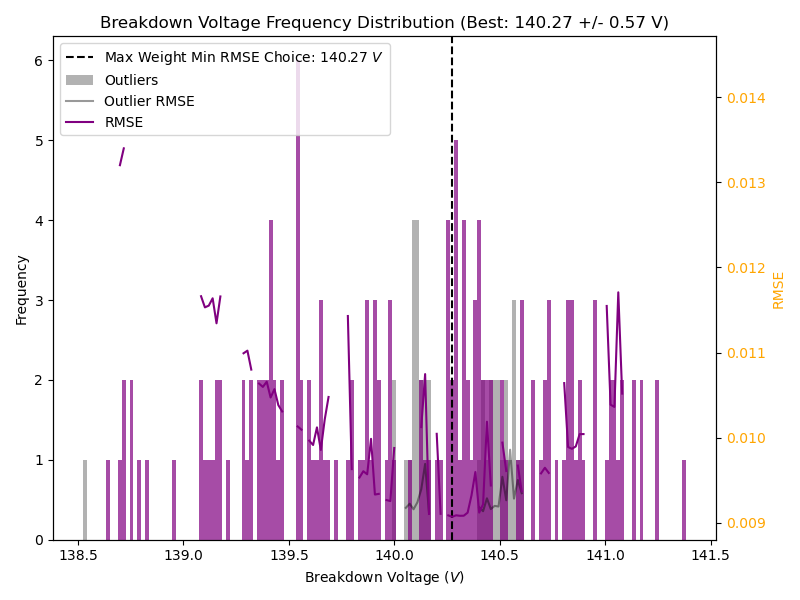 Breakdown Voltage Frequency Distribution (Best: 140.27 +/- 0.57 V)
Max Weight Min RMSE Choice: 140.27 V
Outliers
Outlier RMSE
RMSE
Frequency
6
5
4
3
2
1
0
0.014
0.013
0.012
0.011
0.010
0.009
RMSE
138.5 139.0 139.5 140.0 140.5 141.0 141.5
Breakdown Voltage (V)